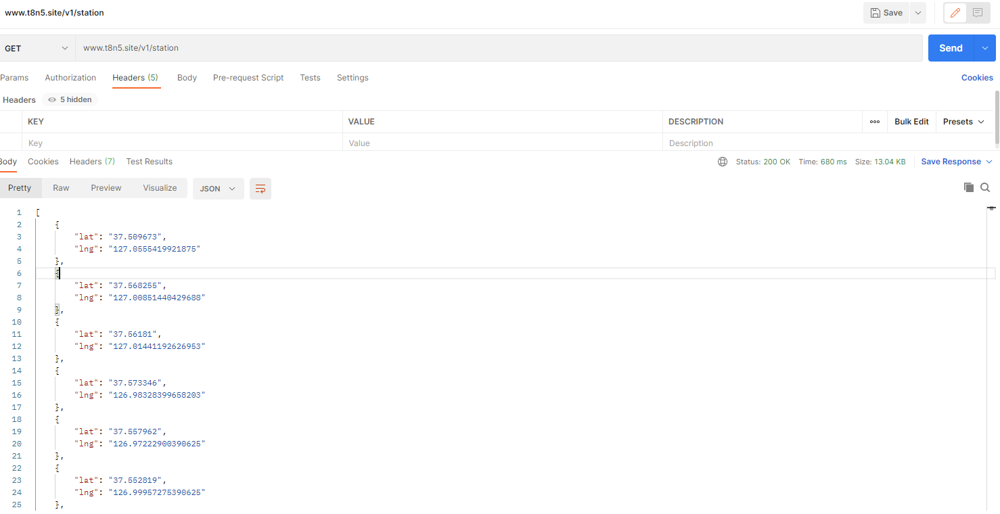 www.t8n5.site/v1/station
Save
GET www.t8n5.site/v1/station Send
Params Authorization Headers (5) Body Pre-request Script Tests Settings Cookies
Headers 5 hidden
KEY VALUE DESCRIPTION Bulk Edit Presets
Key Value Description
Body Cookies Headers (7) Test Results Status: 200 OK Time: 680 ms Size: 13.04 KB Save Response
Pretty Raw Preview Visualize JSON
1 [
2 {
3 "lat": "37.509673",
4 "lng": "127.0555419921875"
5 },
6 {
7 "lat": "37.568255",
8 "lng": "127.00851440429688"
9 },
10 {
11 "lat": "37.56181",
12 "lng": "127.01441192626953"
13 },
14 {
15 "lat": "37.573346",
16 "lng": "126.98328399658203"
17 },
18 {
19 "lat": "37.557962",
20 "lng": "126.97222900390625"
21 },
22 {
23 "lat": "37.552819",
24 "lng": "126.99957275390625"
25 },